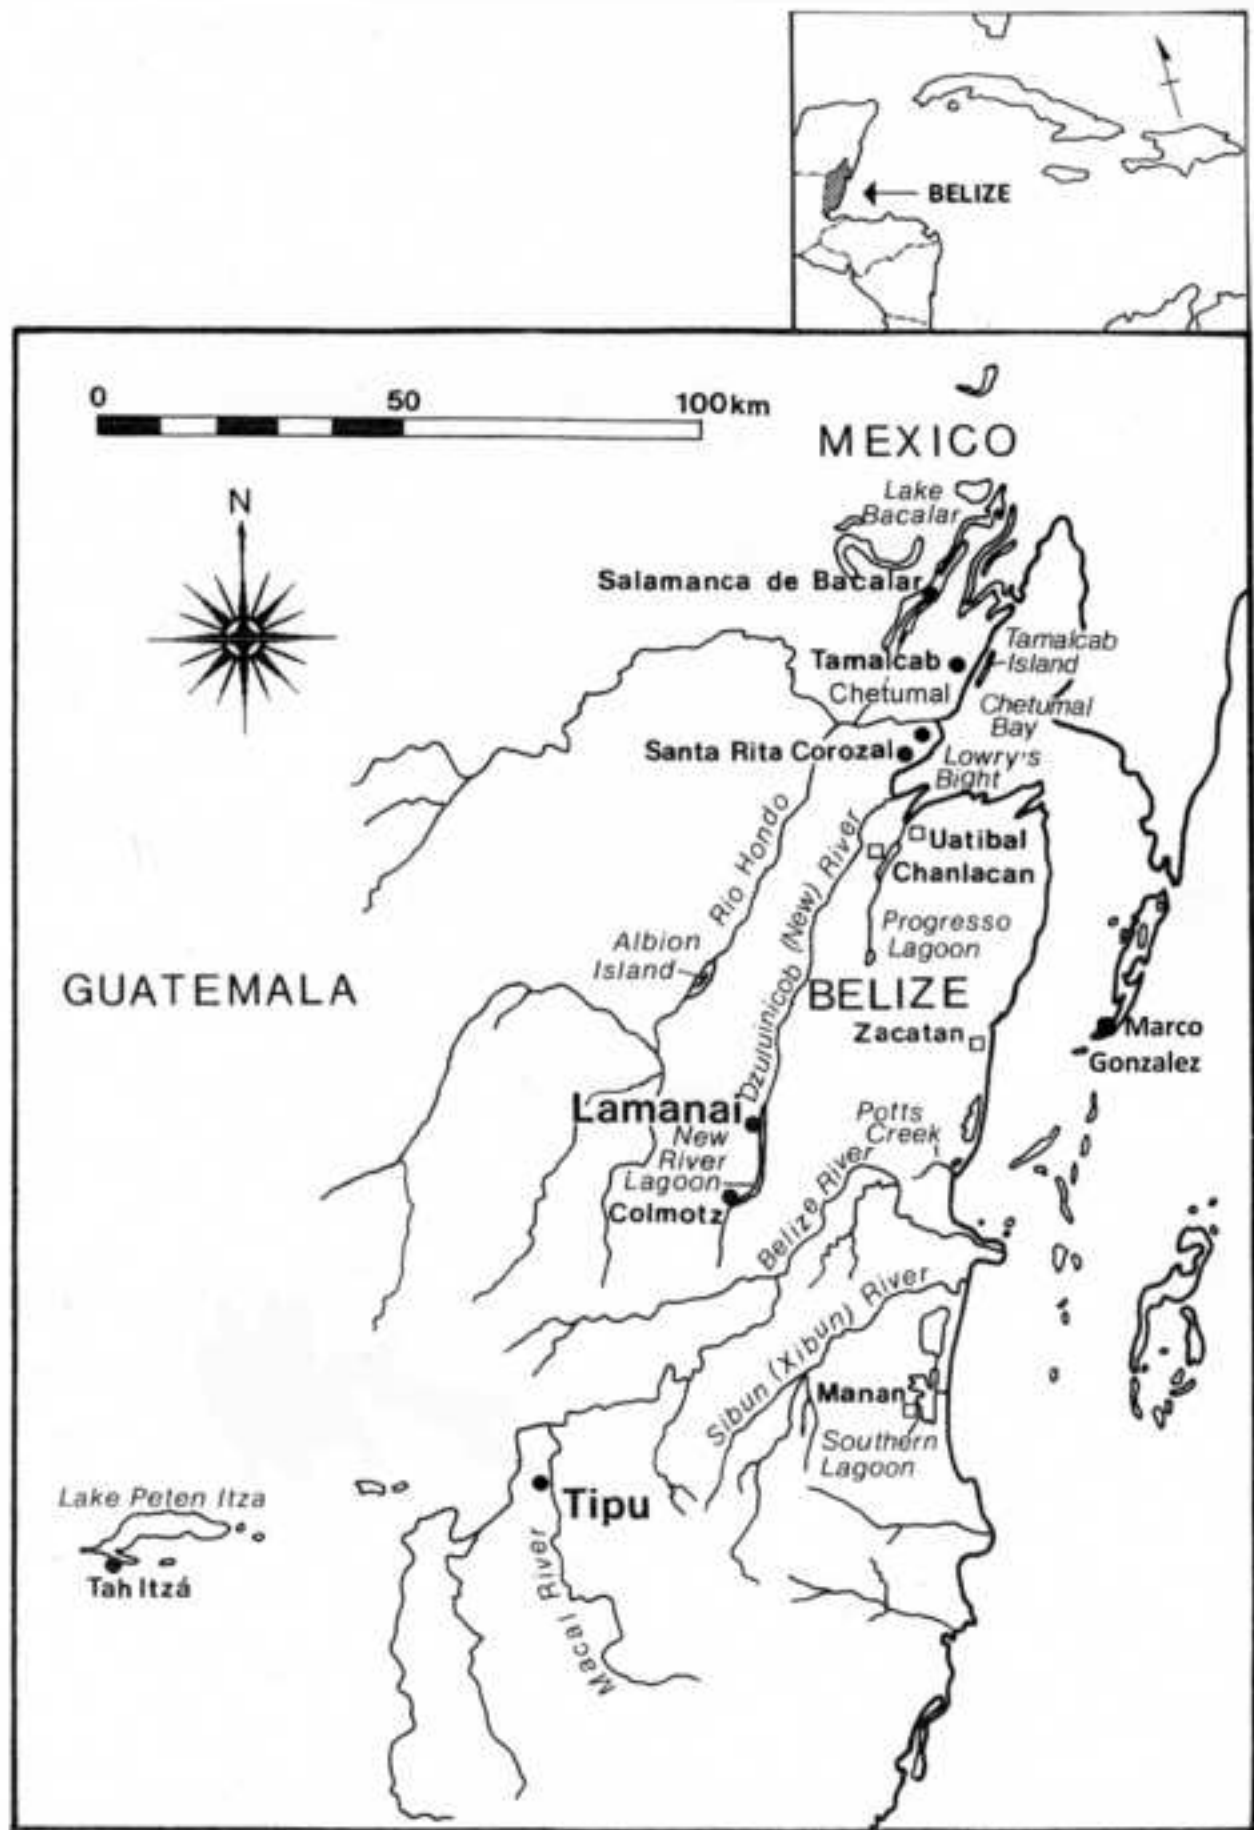 BELIZE
0 50 100km
MEXICO
N
Lake
Bacalar
Salamanca de Bacalar
Tamalcab
Tamalcab
Island
Chetumal
Chetumal
Bay
Santa Rita Corozal
Lowry's
Bight
Rio Hondo
Dzuluinicob (New) River
Uatibal
Chanlacan
Progresso
Lagoon
Albion
Island
GUATEMALA
BELIZE
Zacatan
Marco
Gonzalez
Lamanai
New
River
Lagoon
Potts
Creek
Colmotz
Belize River
Sibun (Xibun) River
Manan
Southern
Lagoon
Lake Peten Itza
Tah Itzá
Tipu
Macal River